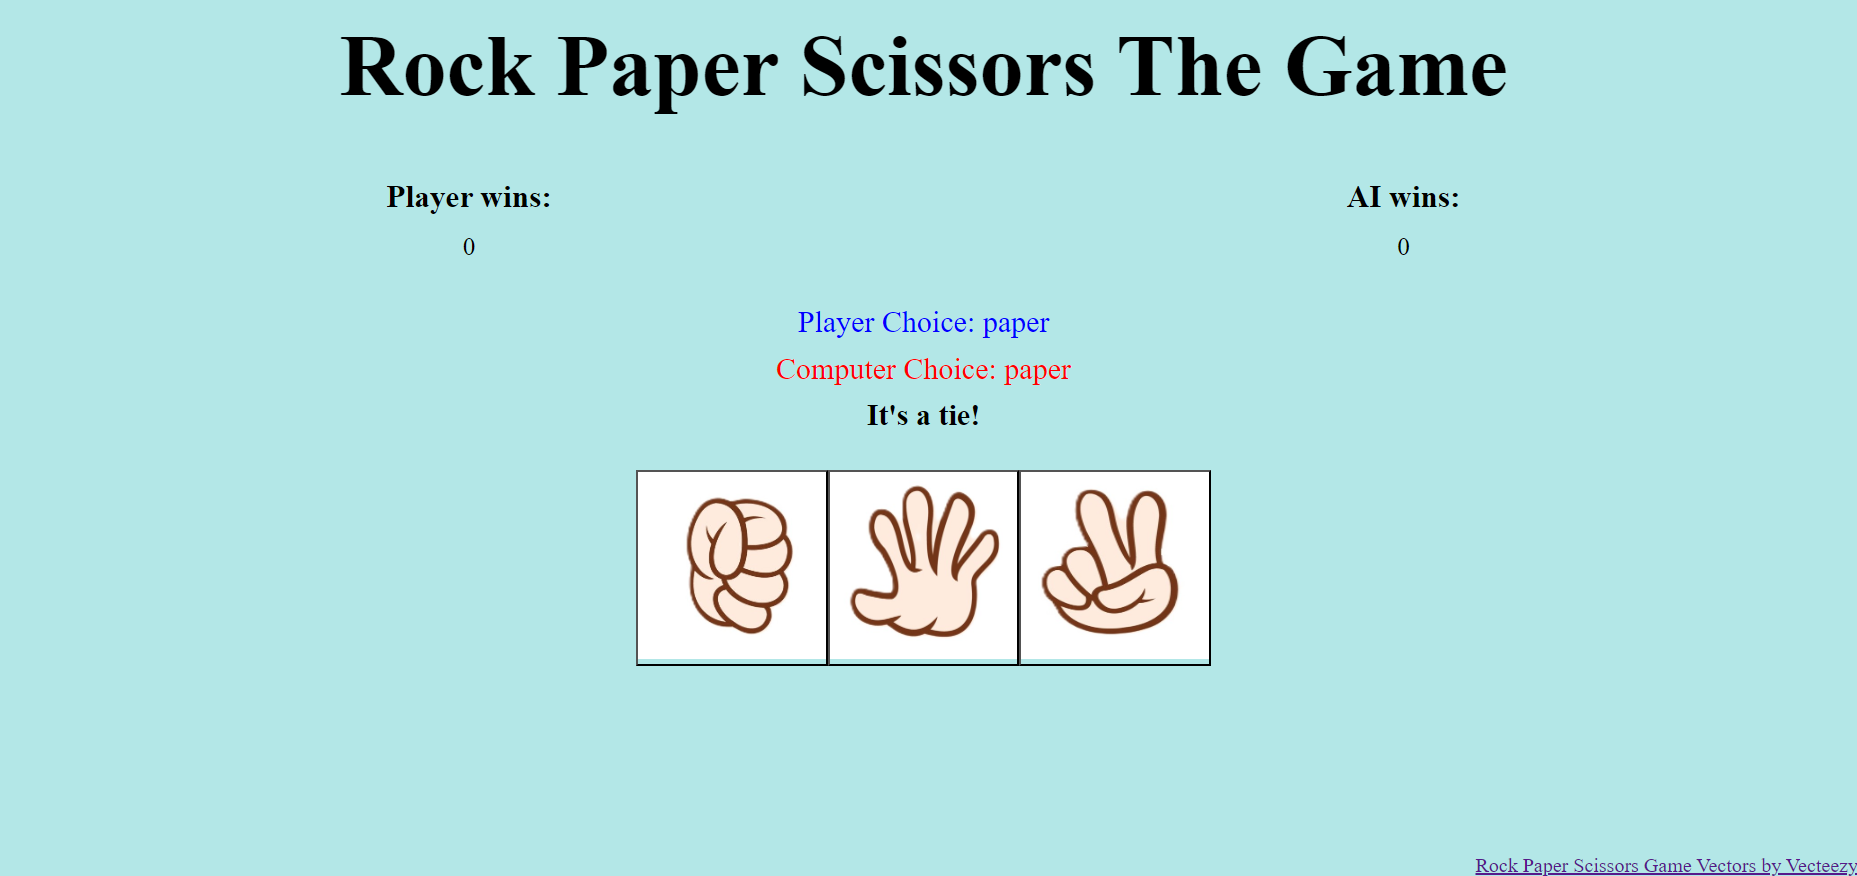 Rock Paper Scissors The Game
Player wins:
0
AI wins:
0
Player Choice: paper
Computer Choice: paper
It's a tie!
Rock Paper Scissors Game Vectors by Vecteezy